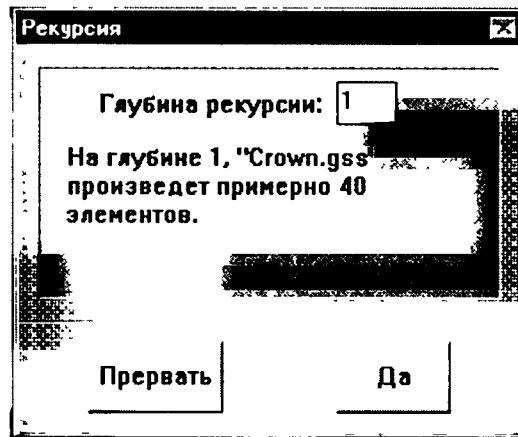 Рекурсия
Глубина рекурсии: 1
На глубине 1, "Crown.gss
произведет примерно 40
элементов.
Прервать Да